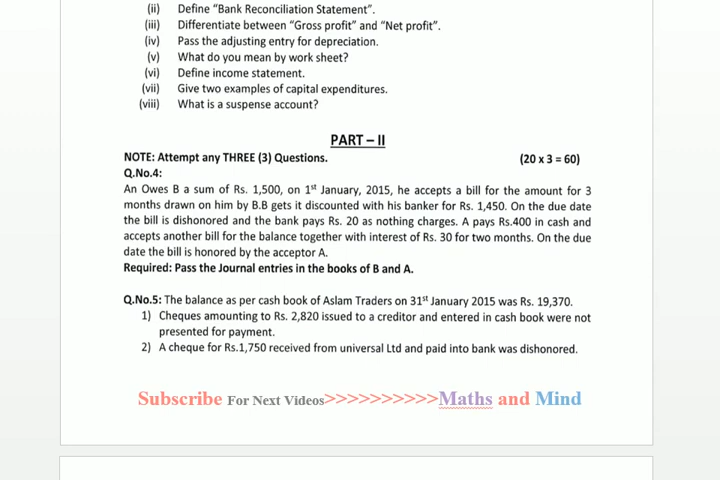 (ii) Define "Bank Reconciliation Statement".
(iii) Differentiate between "Gross profit" and "Net profit".
(iv) Pass the adjusting entry for depreciation.
(v) What do you mean by work sheet?
(vi) Define income statement.
(vii) Give two examples of capital expenditures.
(viii) What is a suspense account?
PART – II
NOTE: Attempt any THREE (3) Questions. (20 x 3 = 60)
Q.No.4:
An Owes B a sum of Rs. 1,500, on 1st January, 2015, he accepts a bill for the amount for 3
months drawn on him by B.B gets it discounted with his banker for Rs. 1,450. On the due date
the bill is dishonored and the bank pays Rs. 20 as nothing charges. A pays Rs.400 in cash and
accepts another bill for the balance together with interest of Rs. 30 for two months. On the due
date the bill is honored by the acceptor A.
Required: Pass the Journal entries in the books of B and A.
Q.No.5: The balance as per cash book of Aslam Traders on 31st January 2015 was Rs. 19,370.
1) Cheques amounting to Rs. 2,820 issued to a creditor and entered in cash book were not
presented for payment.
2) A cheque for Rs.1,750 received from universal Ltd and paid into bank was dishonored.
Subscribe For Next Videos>>>>>>>>>>Maths and Mind